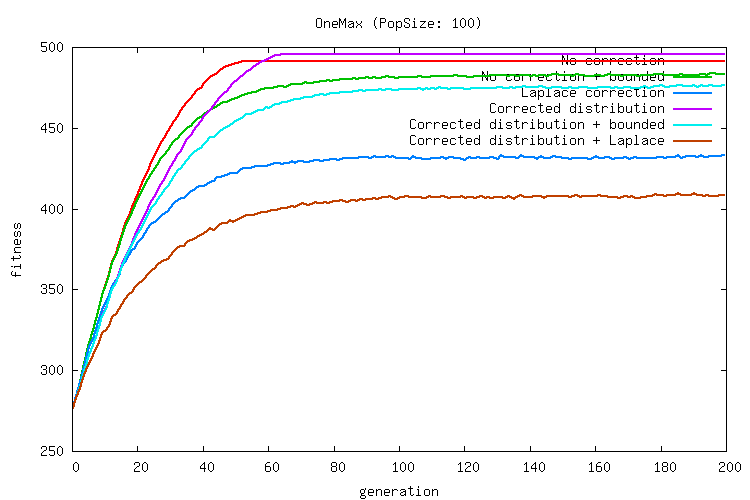 OneMax (PopSize: 100)
500
No correction
No correction + bounded
Laplace correction
Corrected distribution
450
Corrected distribution + bounded
Corrected distribution + Laplace
400
fitness
350
300
250
0 20 40 60 80 100 120 140 160 180 200
generation